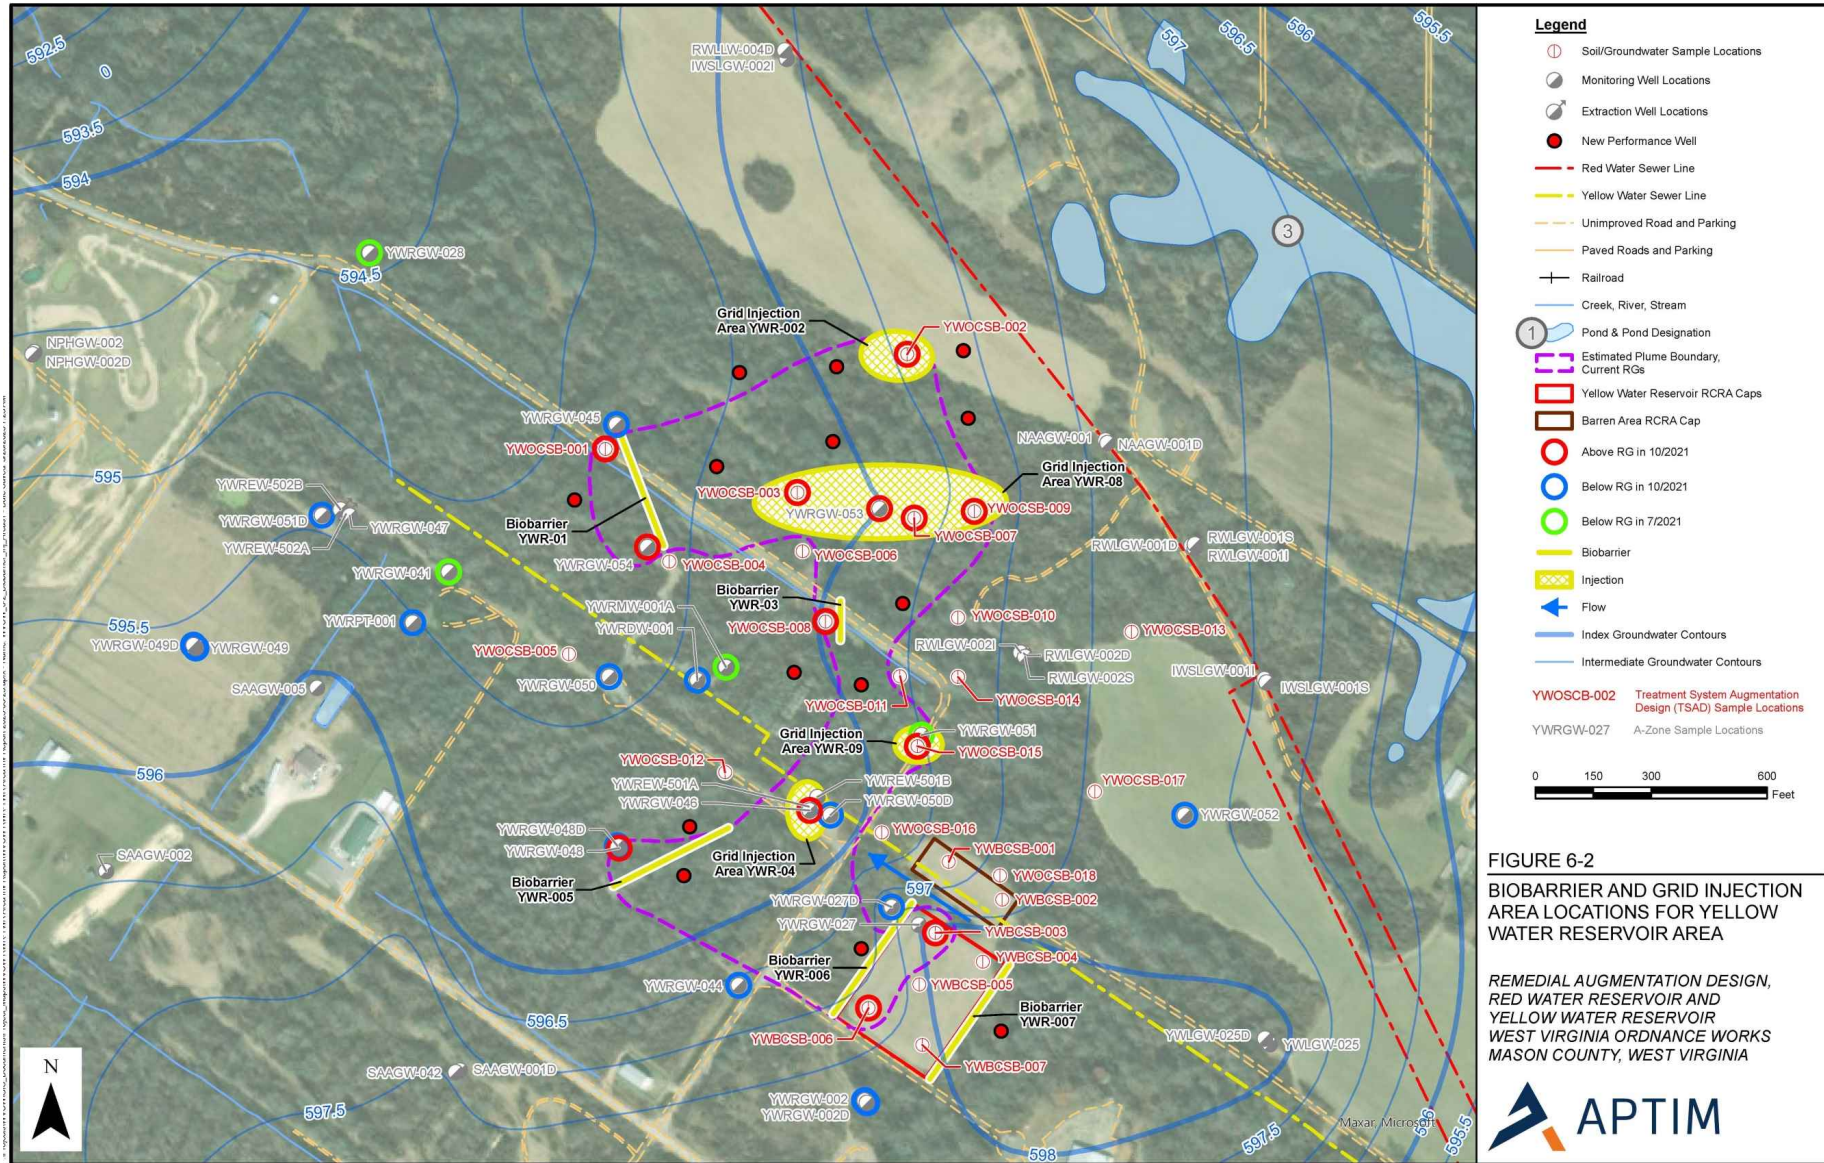 592.5
0
593.5
594
594.5
595
595.5
596
596.5
597.5
597
598
597.5
596
595.5
597
596.5
596
595.5
RWLLW-004D
IWSLGW-002I
YWRGW-028
NPHGW-002
NPHGW-002D
Grid Injection
Area YWR-002
YWOCSB-002
3
YWRGW-045
YWOCSB-001
NAAGW-001
NAAGW-001D
YWREW-502B
YWRGW-051D
YWRGW-047
YWREW-502A
YWOCSB-003
Grid Injection
Area YWR-08
YWRGW-053
YWOCSB-009
YWOCSB-007
Biobarrier
YWR-01
YWOCSB-006
YWRGW-054
YWOCSB-004
RWLGW-001D
RWLGW-001S
RWLGW-001I
YWRGW-041
Biobarrier
YWR-03
YWRMW-001A
YWRDW-001
YWOCSB-008
YWOCSB-010
YWRPT-001
YWRGW-049D
YWRGW-049
YWOCSB-013
YWOCSB-005
RWLGW-002I
RWLGW-002D
RWLGW-002S
YWRGW-050
SAAGW-005
IWSLGW-001I
IWSLGW-001S
YWOCSB-011
YWOCSB-014
Grid Injection
Area YWR-09
YWRGW-051
YWOCSB-015
YWOCSB-012
YWREW-501A
YWREW-501B
YWRGW-046
YWRGW-050D
YWOCSB-017
YWRGW-052
YWRGW-048D
YWRGW-048
YWOCSB-016
SAAGW-002
Grid Injection
Area YWR-04
YWBCSB-001
YWOCSB-018
YWBCSB-002
Biobarrier
YWR-005
YWRGW-027D
YWRGW-027
YWBCSB-003
YWBCSB-004
Biobarrier
YWR-006
YWBCSB-005
YWRGW-044
Biobarrier
YWR-007
YWBCSB-006
YWLGW-025D
YWLGW-025
YWBCSB-007
SAAGW-042
SAAGW-001D
YWRGW-002
YWRGW-002D
N
Maxar, Microsoft
Legend
Soil/Groundwater Sample Locations
Monitoring Well Locations
Extraction Well Locations
New Performance Well
Red Water Sewer Line
Yellow Water Sewer Line
Unimproved Road and Parking
Paved Roads and Parking
Railroad
Creek, River, Stream
1 Pond & Pond Designation
Estimated Plume Boundary,
Current RGs
Yellow Water Reservoir RCRA Caps
Barren Area RCRA Cap
Above RG in 10/2021
Below RG in 10/2021
Below RG in 7/2021
Biobarrier
Injection
Flow
Index Groundwater Contours
Intermediate Groundwater Contours
YWOSCB-002 Treatment System Augmentation
Design (TSAD) Sample Locations
YWRGW-027 A-Zone Sample Locations
0 150 300 600
Feet
FIGURE 6-2
BIOBARRIER AND GRID INJECTION
AREA LOCATIONS FOR YELLOW
WATER RESERVOIR AREA
REMEDIAL AUGMENTATION DESIGN,
RED WATER RESERVOIR AND
YELLOW WATER RESERVOIR
WEST VIRGINIA ORDNANCE WORKS
MASON COUNTY, WEST VIRGINIA
APTIM